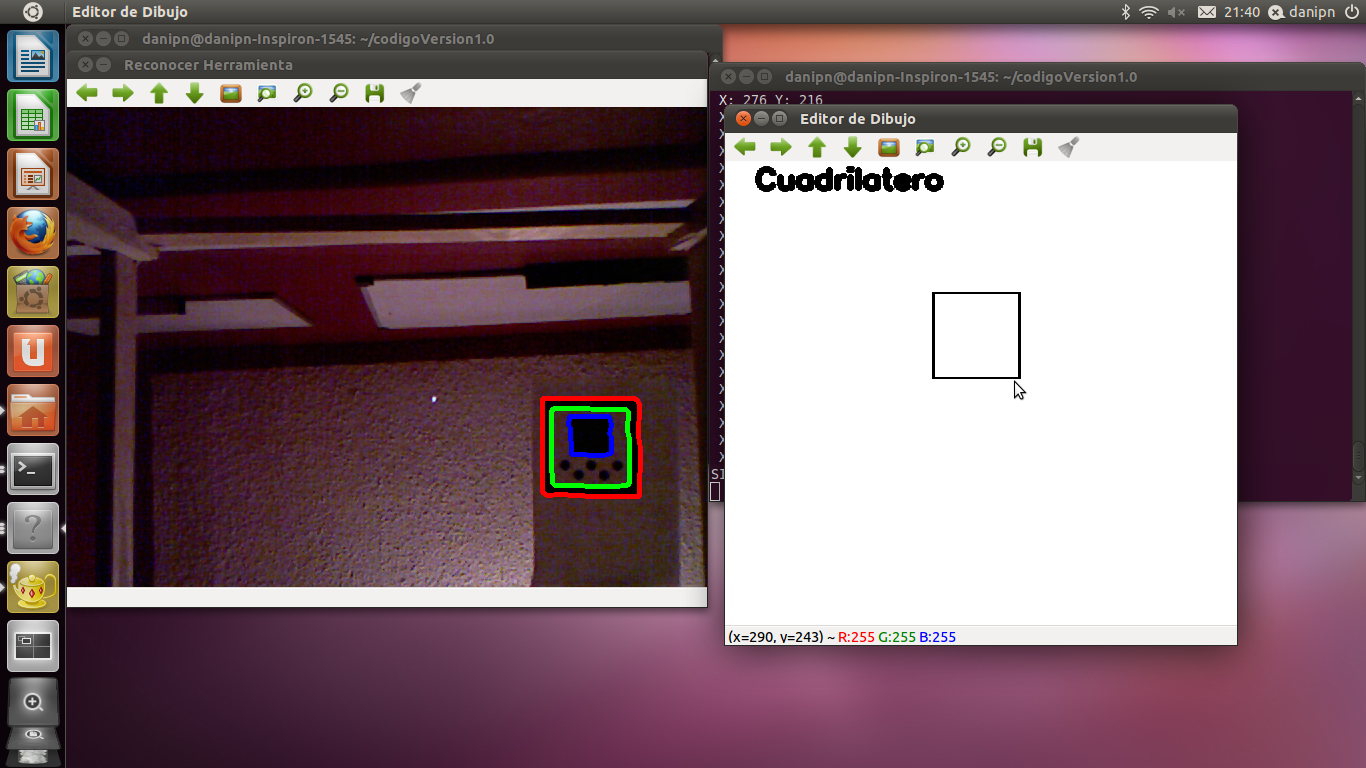 Editor de Dibujo
21:40
danipn
danipn@danipn-Inspiron-1545: ~/codigoVersion1.0
Reconocer Herramienta
danipn@danipn-Inspiron-1545: ~/codigoVersion1.0
X: 276 Y: 216
Editor de Dibujo
Cuadrilatero
(x=290, y=243) ~ R:255 G:255 B:255